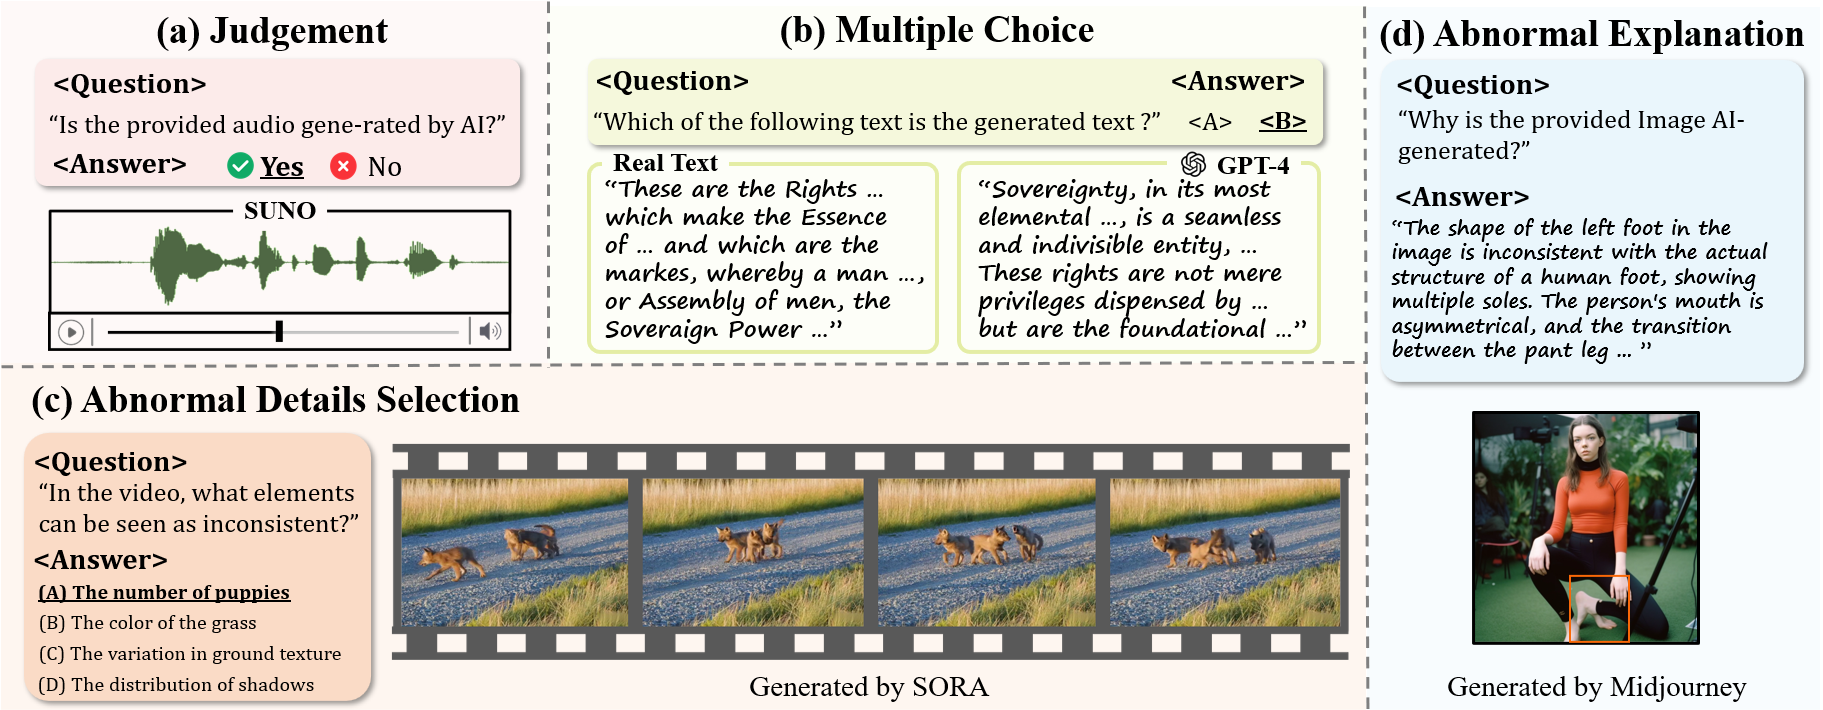 (a) Judgement
<Question>
“Is the provided audio gene-rated by AI?”
<Answer> Yes No
SUNO
(b) Multiple Choice
<Question> <Answer>
“Which of the following text is the generated text ?” <A> <B>
Real Text
“These are the Rights ...
which make the Essence
of ... and which are the
markes, whereby a man ...,
or Assembly of men, the
Soveraign Power ...”
GPT-4
“Sovereignty, in its most
elemental ..., is a seamless
and indivisible entity, ...
These rights are not mere
privileges dispensed by ...
but are the foundational ...”
(c) Abnormal Details Selection
<Question>
“In the video, what elements
can be seen as inconsistent?”
<Answer>
(A) The number of puppies
(B) The color of the grass
(C) The variation in ground texture
(D) The distribution of shadows
Generated by SORA
(d) Abnormal Explanation
<Question>
“Why is the provided Image AI-
generated?”
<Answer>
“The shape of the left foot in the
image is inconsistent with the actual
structure of a human foot, showing
multiple soles. The person's mouth is
asymmetrical, and the transition
between the pant leg ... ”
Generated by Midjourney